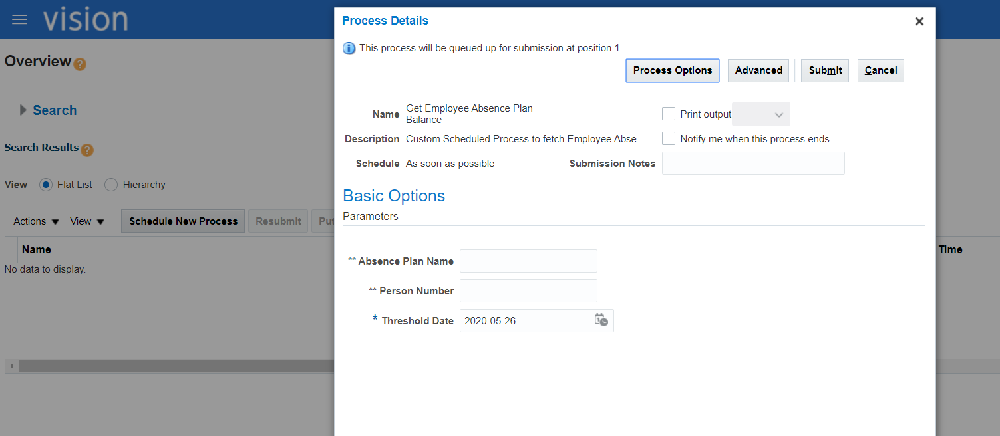 vision
Overview
Search
Search Results
View Flat List Hierarchy
Actions View Schedule New Process Resubmit Put
Name
No data to display.
Time
Process Details
This process will be queued up for submission at position 1
Process Options Advanced Submit Cancel
Name Get Employee Absence Plan
Balance
Print output
Description Custom Scheduled Process to fetch Employee Abse...
Notify me when this process ends
Schedule As soon as possible
Submission Notes
Basic Options
Parameters
** Absence Plan Name
** Person Number
* Threshold Date 2020-05-26